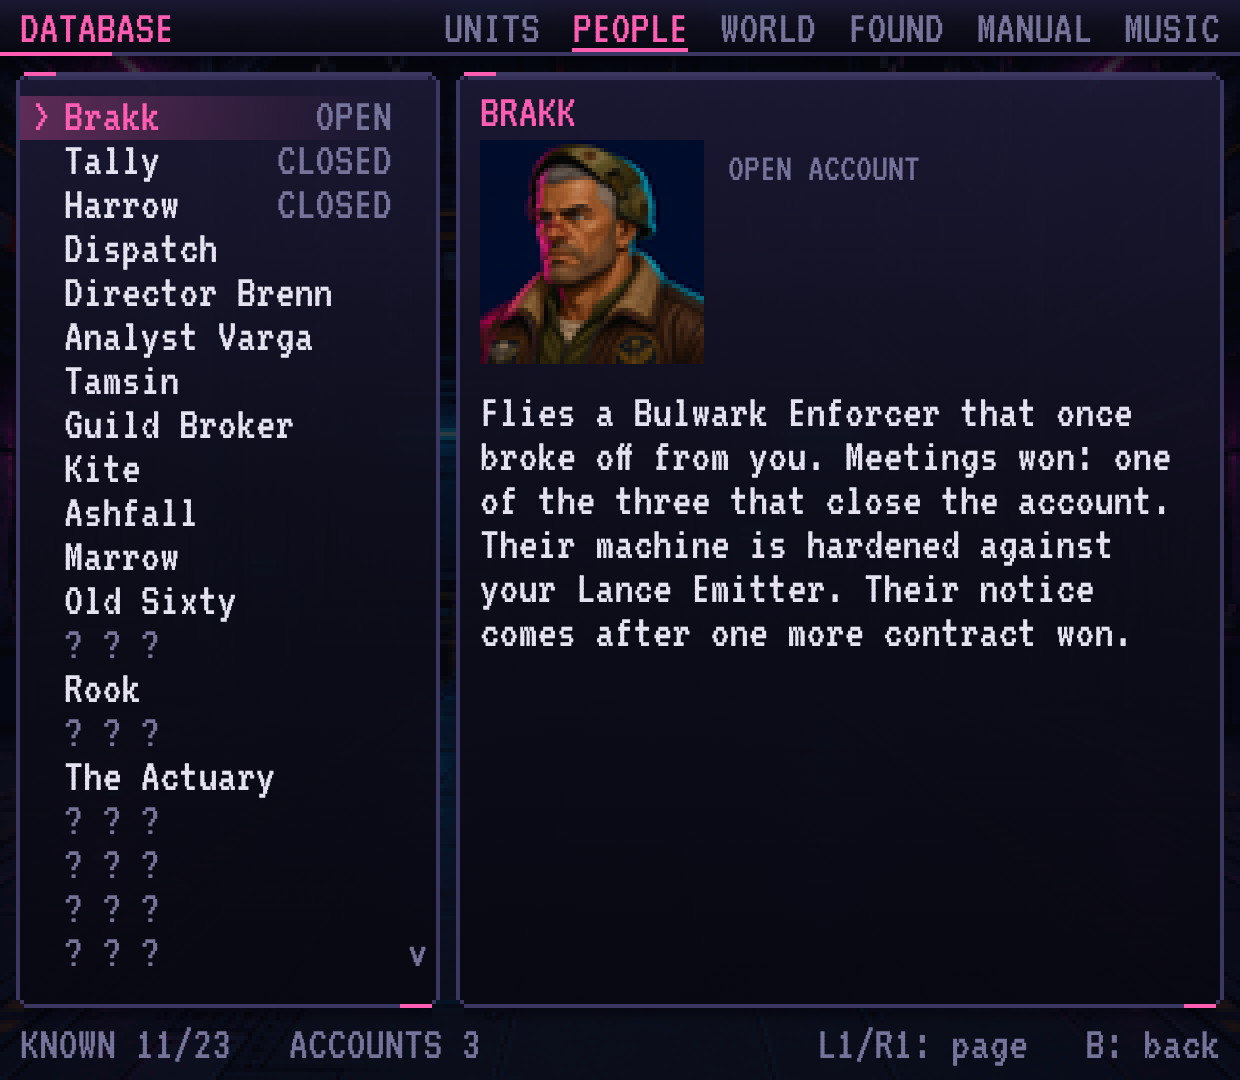 DATABASE UNITS PEOPLE WORLD FOUND MANUAL MUSIC
> Brakk OPEN
Tally CLOSED
Harrow CLOSED
Dispatch
Director Brenn
Analyst Varga
Tamsin
Guild Broker
Kite
Ashfall
Marrow
Old Sixty
? ? ?
Rook
? ? ?
The Actuary
? ? ?
? ? ?
? ? ?
? ? ?
v
BRAKK
OPEN ACCOUNT
Flies a Bulwark Enforcer that once
broke off from you. Meetings won: one
of the three that close the account.
Their machine is hardened against
your Lance Emitter. Their notice
comes after one more contract won.
KNOWN 11/23 ACCOUNTS 3 L1/R1: page B: back